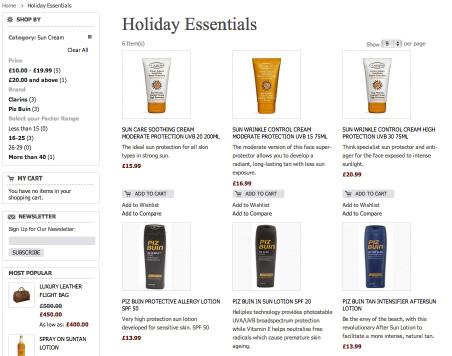 Home > Holiday Essentials
SHOP BY
Category: Sun Cream
Clear All
Price
£10.00 - £19.99 (5)
£20.00 and above (1)
Brand
Clarins (3)
Piz Buin (3)
Select your Factor Range
Less than 15 (0)
16-25 (3)
26-29 (0)
More than 40 (1)
MY CART
You have no items in your
shopping cart.
NEWSLETTER
Sign Up for Our Newsletter:
SUBSCRIBE
MOST POPULAR
LUXURY LEATHER
FLIGHT BAG
£500.00
£450.00
As low as: £400.00
SPRAY ON SUNTAN
LOTION
Holiday Essentials
6 Item(s)
Show 9 per page
SUN CARE SOOTHING CREAM
MODERATE PROTECTION UVB 20 200ML
The ideal sun protection for all skin
types in strong sun.
£15.99
ADD TO CART
Add to Wishlist
Add to Compare
SUN WRINKLE CONTROL CREAM
MODERATE PROTECTION UVB 15 75ML
The moderate version of this face super-
protector allows you to develop a
radiant, long-lasting tan with less sun
exposure.
£16.99
ADD TO CART
Add to Wishlist
Add to Compare
SUN WRINKLE CONTROL CREAM HIGH
PROTECTION UVB 30 75ML
Think specialist sun protector and anti-
ager for the face exposed to intense
sunlight.
£20.99
ADD TO CART
Add to Wishlist
Add to Compare
PIZ
BUIN
PIZ BUIN PROTECTIVE ALLERGY LOTION
SPF 50
Very high protection sun lotion
developed for sensitive skin. SPF 50
£13.99
PIZ
BUIN
PIZ BUIN IN SUN LOTION SPF 20
Helioplex technology provides photostable
UVA/UVB broadspectrum protection
while Vitamin E helps neutralise free
radicals which cause premature skin
ageing.
PIZ
BUIN
PIZ BUIN TAN INTENSIFIER AFTERSUN
LOTION
Be the envy of the beach, with this
revolutionary After Sun Lotion to
facilitate a more intense, natural tan.
£13.99